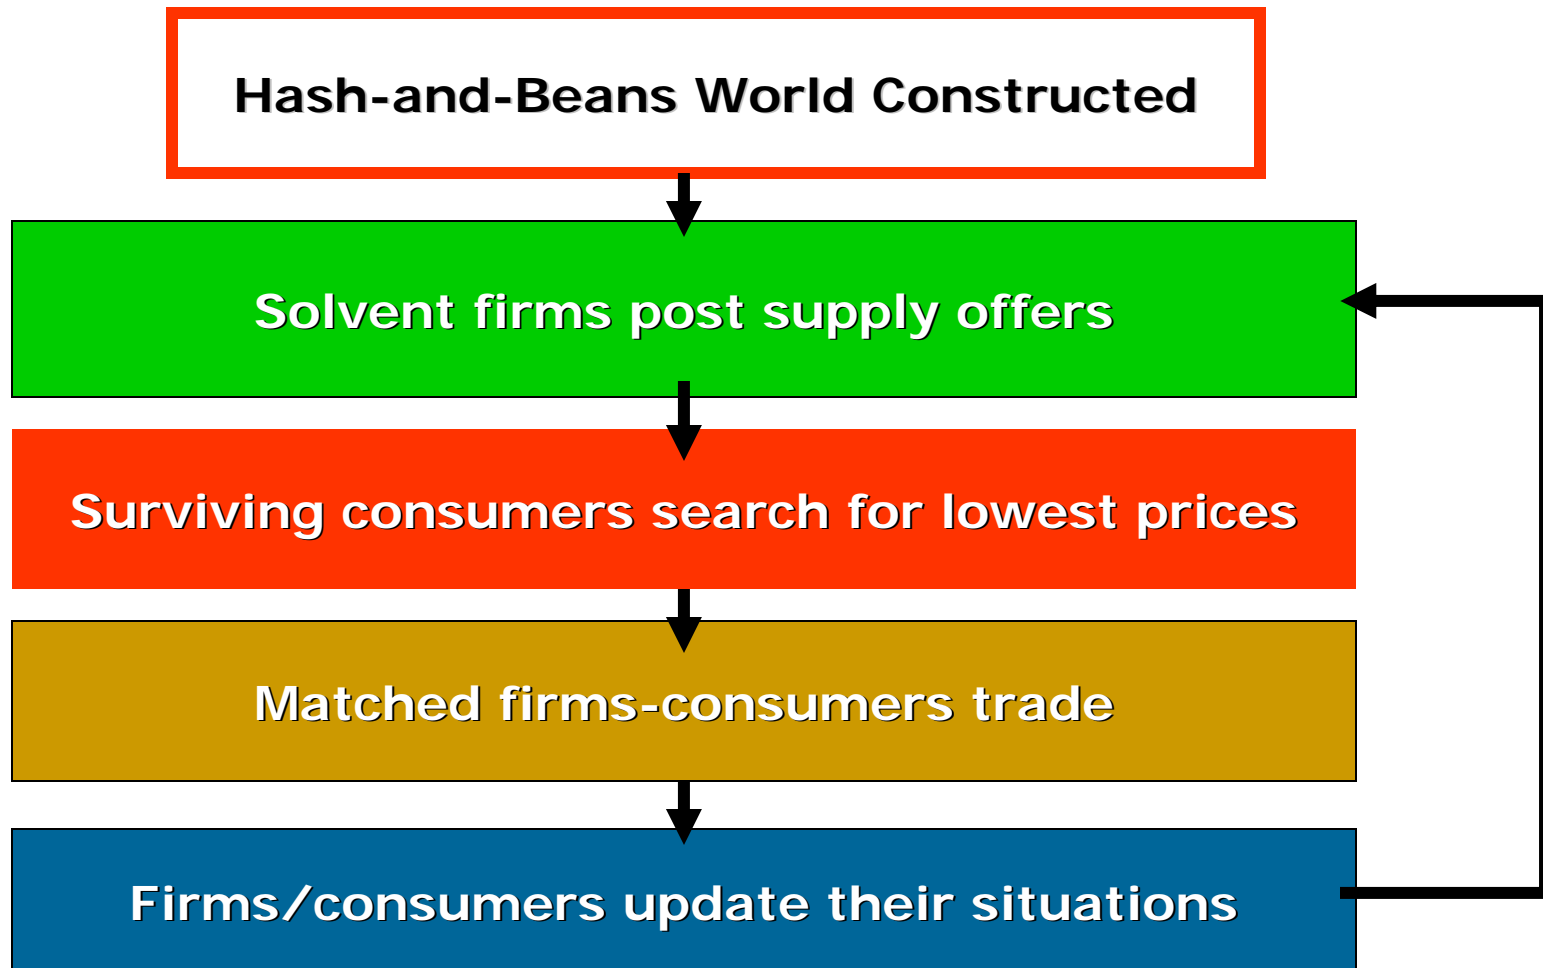 Hash-and-Beans World Constructed
Solvent firms post supply offers
Surviving consumers search for lowest prices
Matched firms-consumers trade
Firms/consumers update their situations